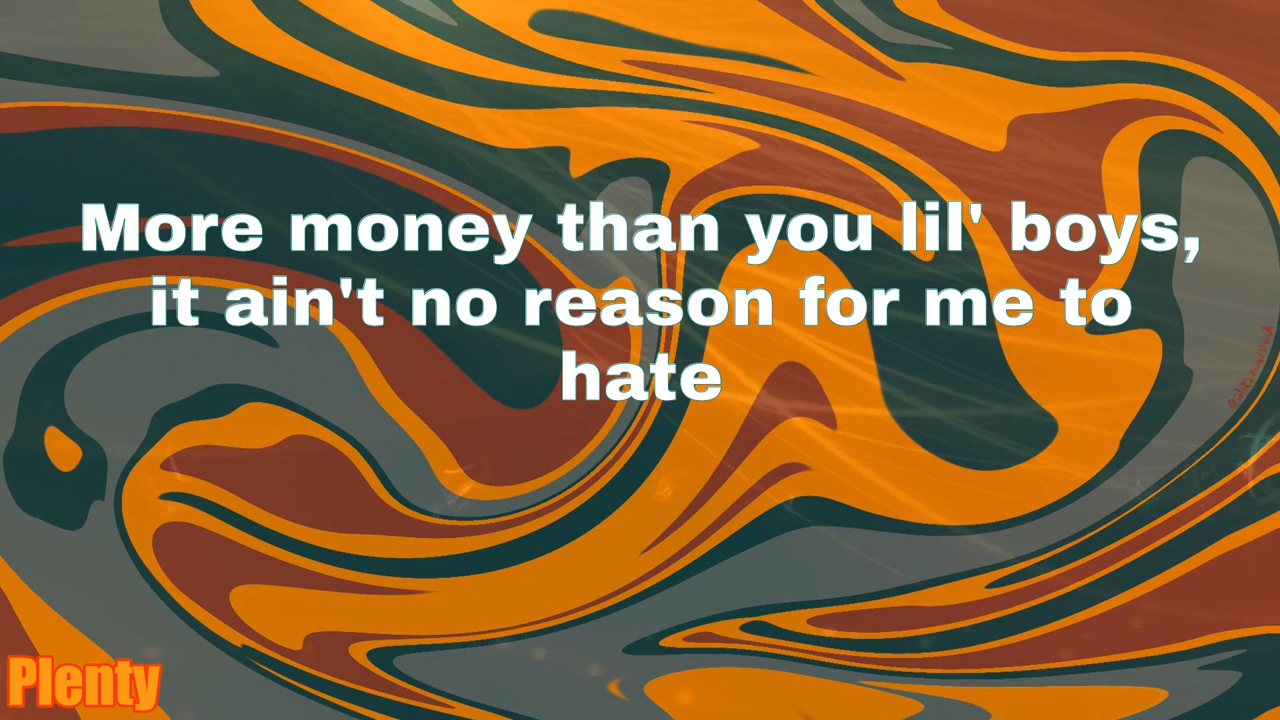 More money than you lil' boys,
it ain't no reason for me to
hate
Plenty